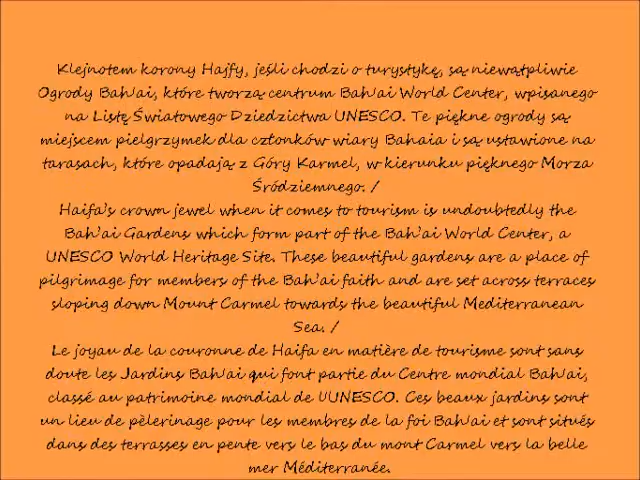 Klejnotem korony Hajfy, jeśli chodzi o turystykę, są niewątpliwie
Ogrody Bah'ai, które tworzą centrum Bah'ai World Center, wpisanego
na Listę Światowego Dziedzictwa UNESCO. Te piękne ogrody są
miejscem pielgrzymek dla członków wiary Bahaia i są ustawione na
tarasach, które opadają z Góry Karmel, w kierunku pięknego Morza
Śródziemnego. /
Haifa's crown jewel when it comes to tourism is undoubtedly the
Bah'ai Gardens which form part of the Bah'ai World Center, a
UNESCO World Heritage Site. These beautiful gardens are a place of
pilgrimage for members of the Bah'ai faith and are set across terraces
sloping down Mount Carmel towards the beautiful Mediterranean
Sea. /
Le joyau de la couronne de Haifa en matière de tourisme sont sans
doute les Jardins Bah'ai qui font partie du Centre mondial Bah'ai,
classé au patrimoine mondial de l'UUNESCO. Ces beaux jardins sont
un lieu de pèlerinage pour les membres de la foi Bah'ai et sont situés
dans des terrasses en pente vers le bas du mont Carmel vers la belle
mer Méditerranée.